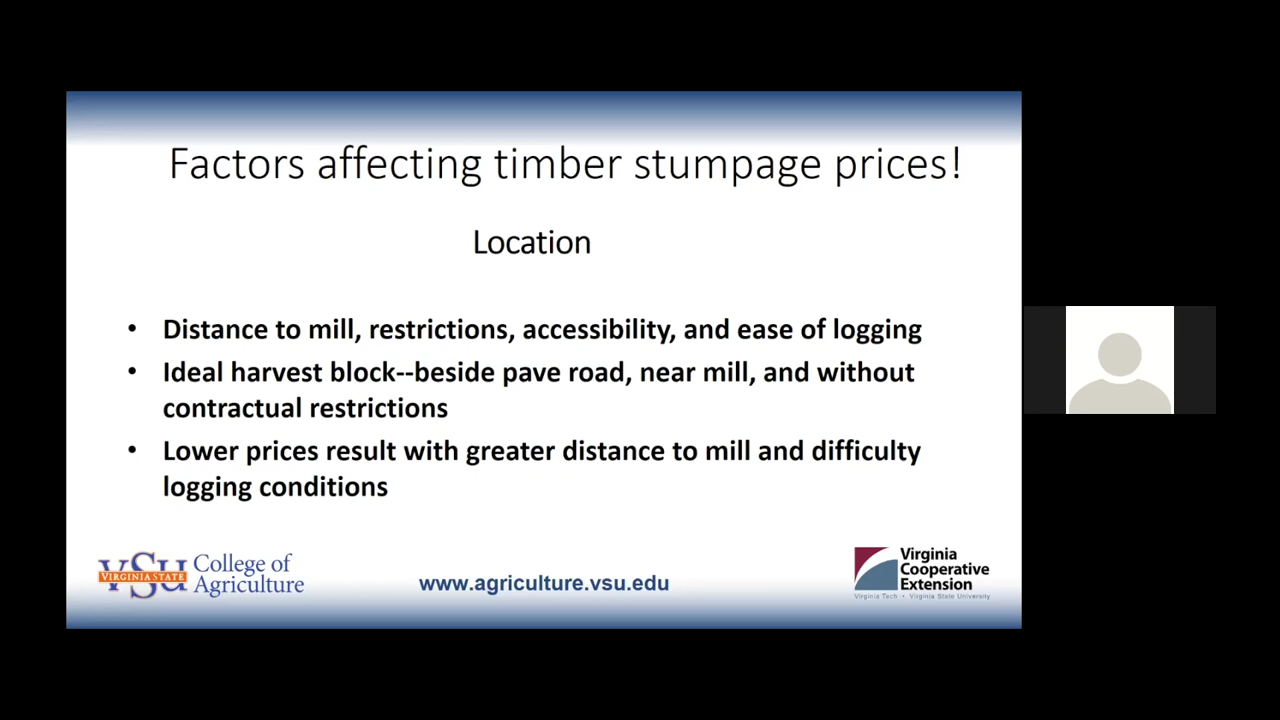 Factors affecting timber stumpage prices!
Location
• Distance to mill, restrictions, accessibility, and ease of logging
• Ideal harvest block--beside pave road, near mill, and without
contractual restrictions
• Lower prices result with greater distance to mill and difficulty
logging conditions
VSU
VIRGINIA STATE
College of
Agriculture
www.agriculture.vsu.edu
Virginia
Cooperative
Extension
Virginia Tech • Virginia State University